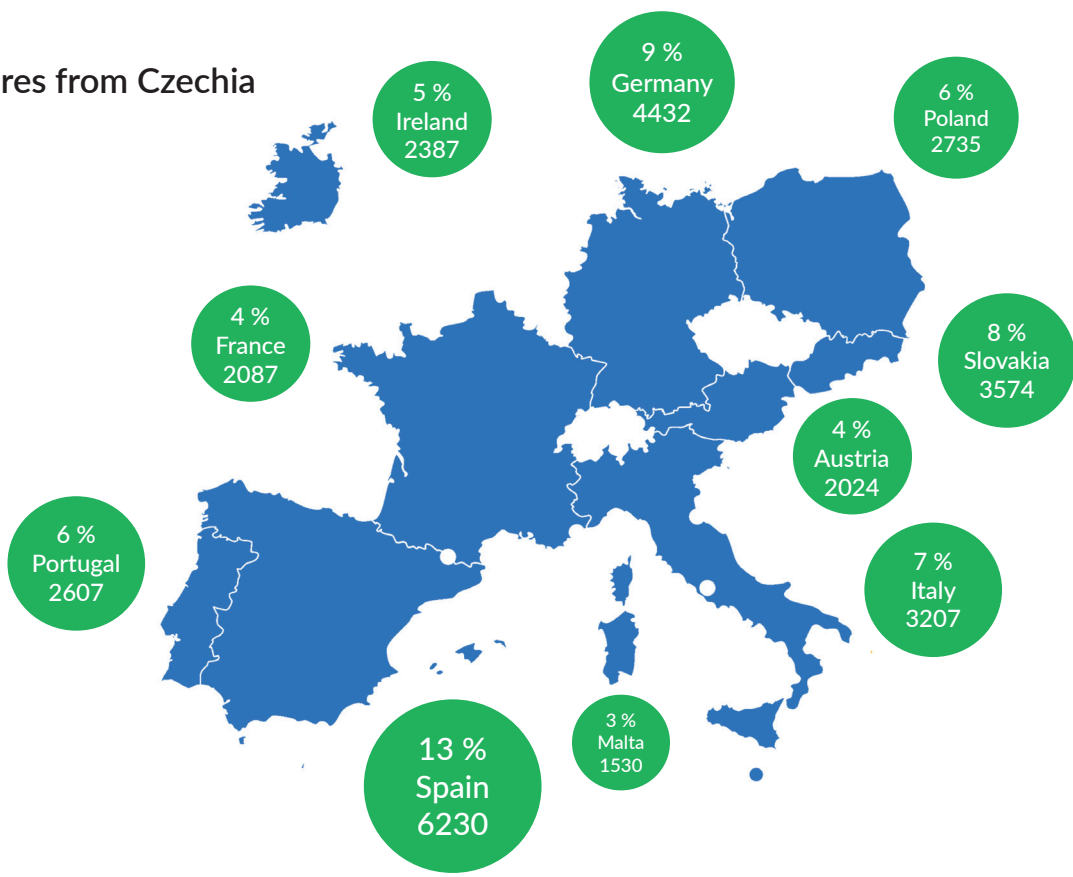 res from Czechia
9 %
Germany
4432
5 %
Ireland
2387
6 %
Poland
2735
4 %
France
2087
8 %
Slovakia
3574
4 %
Austria
2024
6 %
Portugal
2607
7 %
Italy
3207
13 %
Spain
6230
3 %
Malta
1530